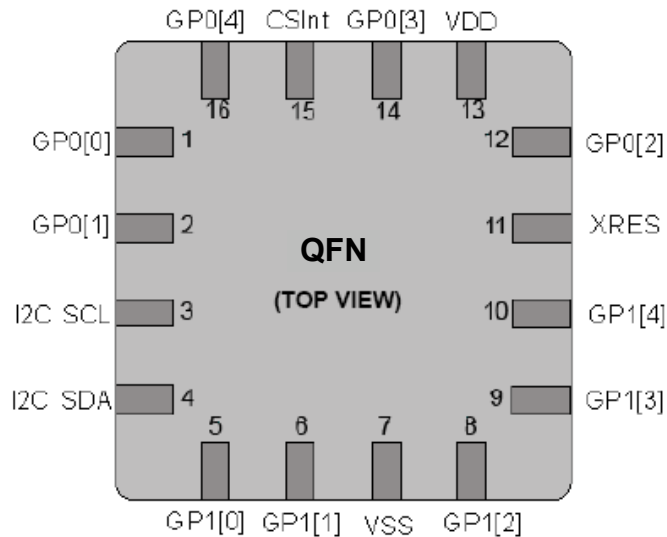 GP0[4] CSInt GP0[3] VDD
16 15 14 13
GP0[0] 1 12 GP0[2]
GP0[1] 2 11 XRES
QFN
(TOP VIEW)
I2C SCL 3 10 GP1[4]
I2C SDA 4 9 GP1[3]
5 6 7 8
GP1[0] GP1[1] VSS GP1[2]